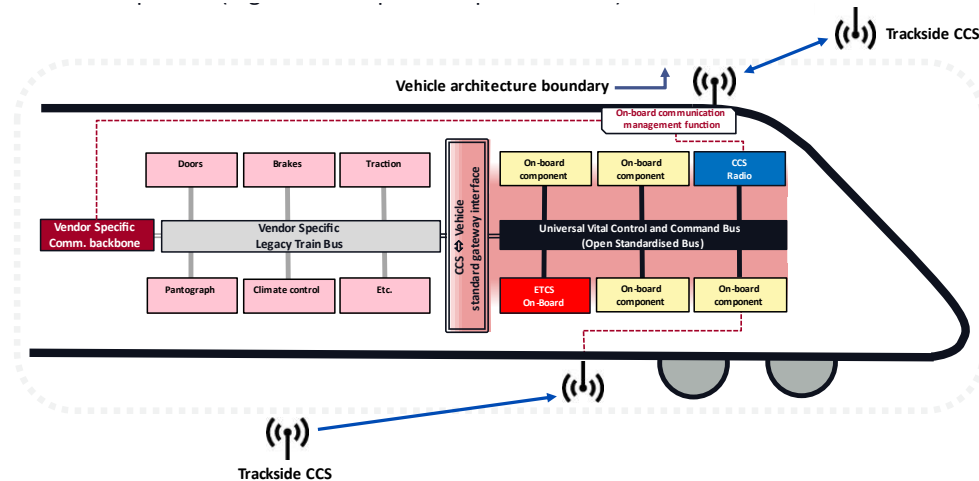 Trackside CCS
Vehicle architecture boundary
On-board communication
management function
Doors
Brakes
Traction
On-board
component
On-board
component
CCS
Radio
Vendor Specific
Comm. backbone
Vendor Specific
Legacy Train Bus
CCS ⇔ Vehicle
standard gateway interface
Universal Vital Control and Command Bus
(Open Standardised Bus)
Pantograph
Climate control
Etc.
ETCS
On-Board
On-board
component
On-board
component
Trackside CCS